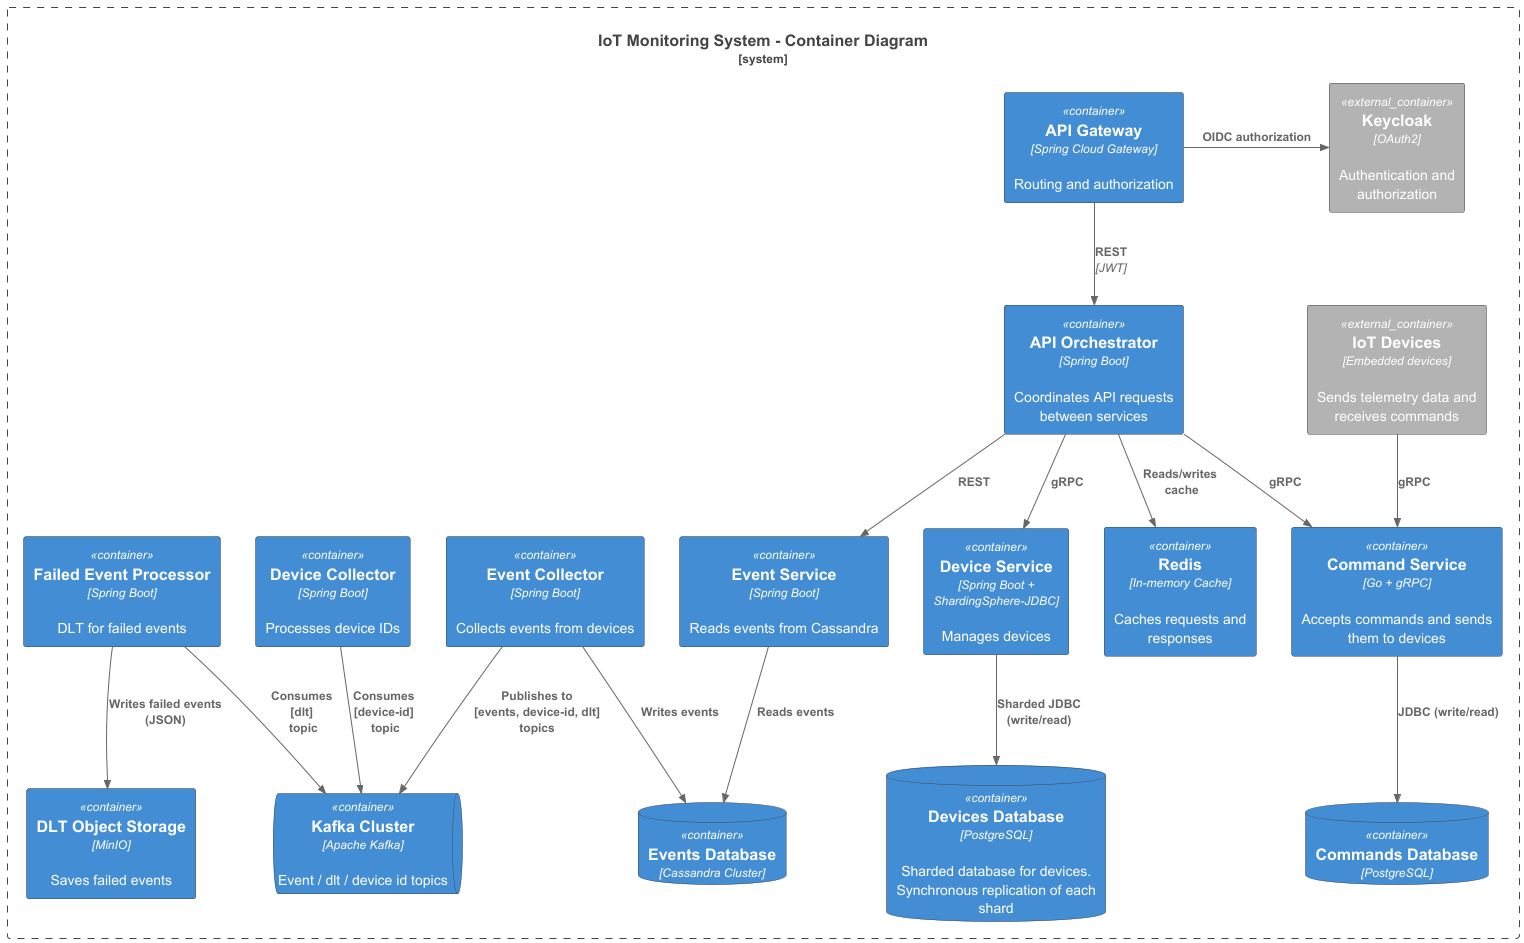 IoT Monitoring System - Container Diagram
[system]
«container»
API Gateway
[Spring Cloud Gateway]
Routing and authorization
OIDC authorization
«external_container»
Keycloak
[OAuth2]
Authentication and
authorization
REST
[JWT]
«container»
API Orchestrator
[Spring Boot]
Coordinates API requests
between services
«external_container»
IoT Devices
[Embedded devices]
Sends telemetry data and
receives commands
REST
gRPC
Reads/writes
cache
gRPC
gRPC
«container»
Failed Event Processor
[Spring Boot]
DLT for failed events
«container»
Device Collector
[Spring Boot]
Processes device IDs
«container»
Event Collector
[Spring Boot]
Collects events from devices
«container»
Event Service
[Spring Boot]
Reads events from Cassandra
«container»
Device Service
[Spring Boot +
ShardingSphere-JDBC]
Manages devices
«container»
Redis
[In-memory Cache]
Caches requests and
responses
«container»
Command Service
[Go + gRPC]
Accepts commands and sends
them to devices
Writes failed events
(JSON)
Consumes
[dlt]
topic
Consumes
[device-id]
topic
Publishes to
[events, device-id, dlt]
topics
Writes events
Reads events
Sharded JDBC
(write/read)
JDBC (write/read)
«container»
DLT Object Storage
[MinIO]
Saves failed events
«container»
Kafka Cluster
[Apache Kafka]
Event / dlt / device id topics
«container»
Events Database
[Cassandra Cluster]
«container»
Devices Database
[PostgreSQL]
Sharded database for devices.
Synchronous replication of each
shard
«container»
Commands Database
[PostgreSQL]